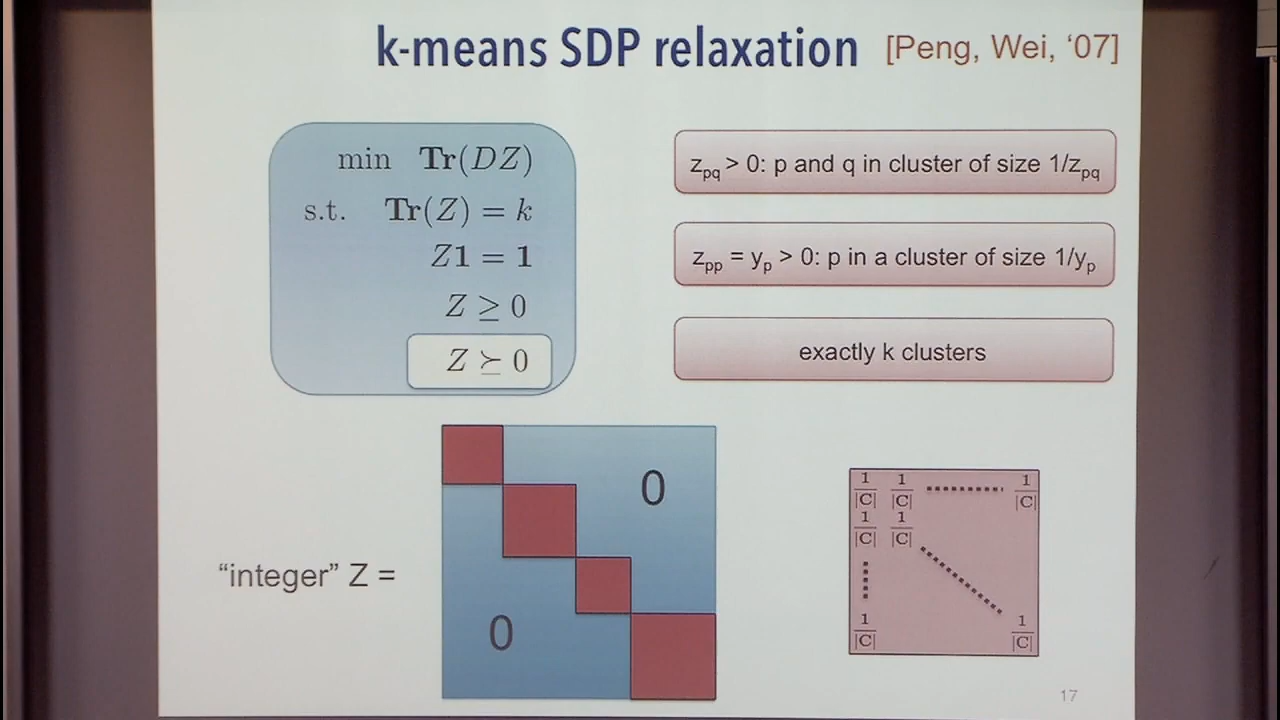 k-means SDP relaxation [Peng, Wei, ‘07]
min Tr(DZ)
s.t. Tr(Z) = k
Z1 = 1
Z ≥ 0
Z ⪰ 0
z_pq > 0: p and q in cluster of size 1/z_pq
z_pp = y_p > 0: p in a cluster of size 1/y_p
exactly k clusters
“integer” Z =
0
0
1/|C| 1/|C| 1/|C|
1/|C| 1/|C|
1/|C| 1/|C|
17